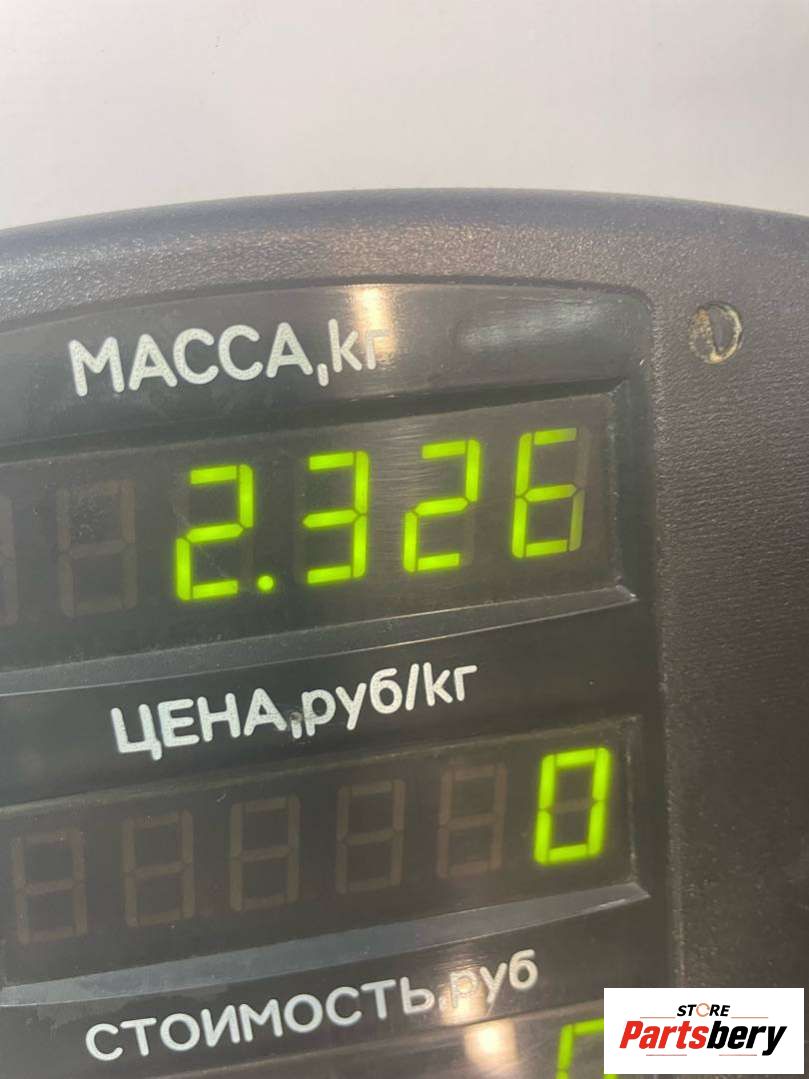 МАССА,кг
2.326
ЦЕНА,руб/кг
0
СТОИМОСТЬ,руб
STORE
Partsbery